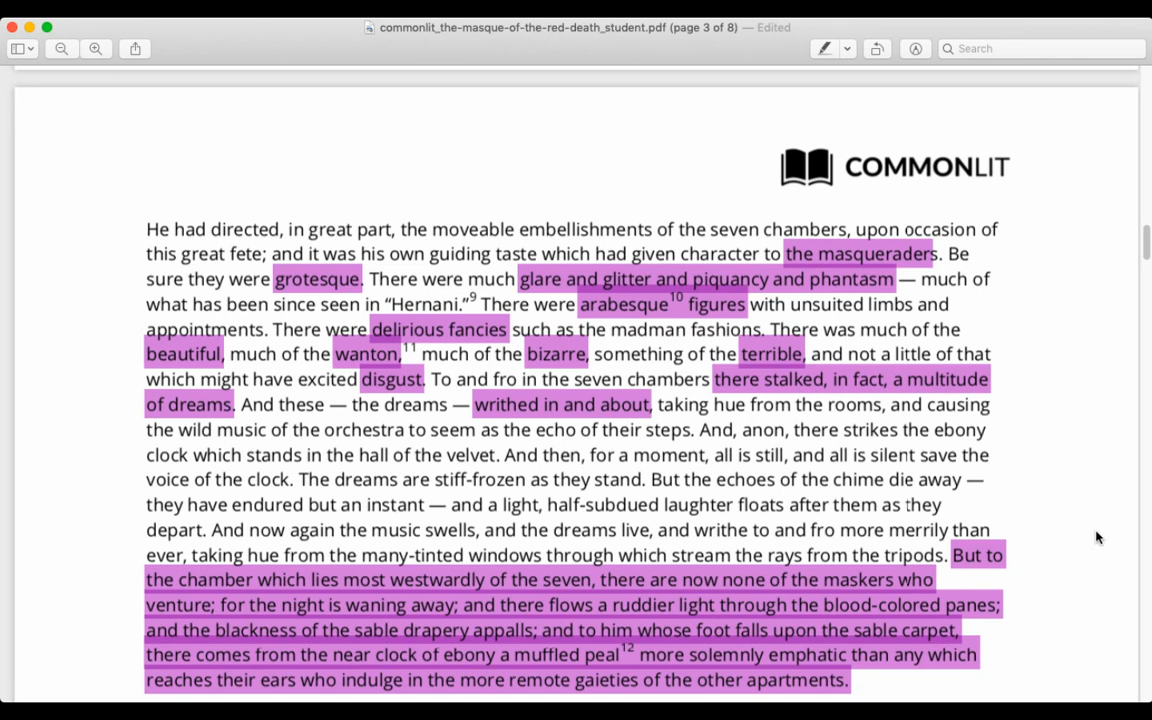 commonlit_the-masque-of-the-red-death_student.pdf (page 3 of 8) — Edited
Search
COMMONLIT
He had directed, in great part, the moveable embellishments of the seven chambers, upon occasion of
this great fete; and it was his own guiding taste which had given character to the masqueraders. Be
sure they were grotesque. There were much glare and glitter and piquancy and phantasm — much of
what has been since seen in “Hernani.”9 There were arabesque10 figures with unsuited limbs and
appointments. There were delirious fancies such as the madman fashions. There was much of the
beautiful, much of the wanton,11 much of the bizarre, something of the terrible, and not a little of that
which might have excited disgust. To and fro in the seven chambers there stalked, in fact, a multitude
of dreams. And these — the dreams — writhed in and about, taking hue from the rooms, and causing
the wild music of the orchestra to seem as the echo of their steps. And, anon, there strikes the ebony
clock which stands in the hall of the velvet. And then, for a moment, all is still, and all is silent save the
voice of the clock. The dreams are stiff-frozen as they stand. But the echoes of the chime die away —
they have endured but an instant — and a light, half-subdued laughter floats after them as they
depart. And now again the music swells, and the dreams live, and writhe to and fro more merrily than
ever, taking hue from the many-tinted windows through which stream the rays from the tripods. But to
the chamber which lies most westwardly of the seven, there are now none of the maskers who
venture; for the night is waning away; and there flows a ruddier light through the blood-colored panes;
and the blackness of the sable drapery appalls; and to him whose foot falls upon the sable carpet,
there comes from the near clock of ebony a muffled peal12 more solemnly emphatic than any which
reaches their ears who indulge in the more remote gaieties of the other apartments.